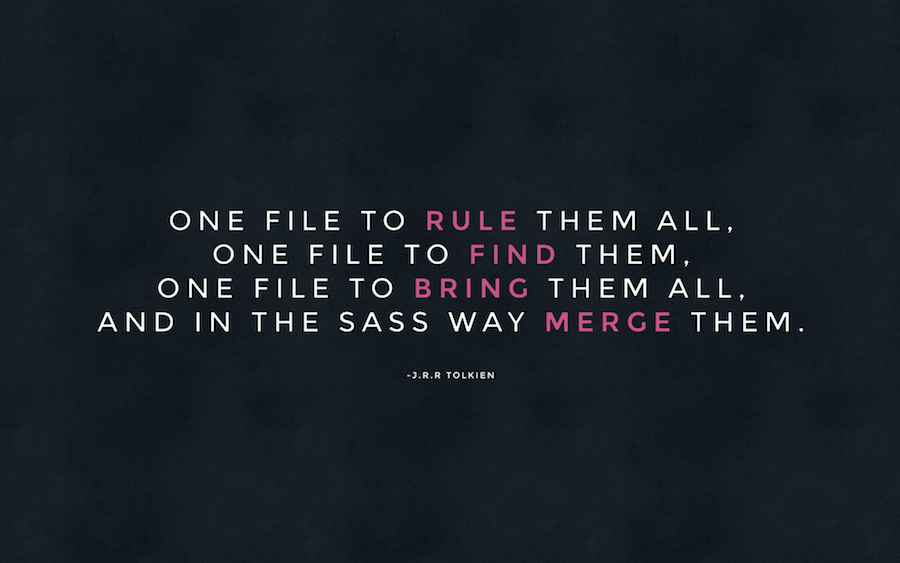 ONE FILE TO RULE THEM ALL,
ONE FILE TO FIND THEM,
ONE FILE TO BRING THEM ALL,
AND IN THE SASS WAY MERGE THEM.
-J.R.R TOLKIEN